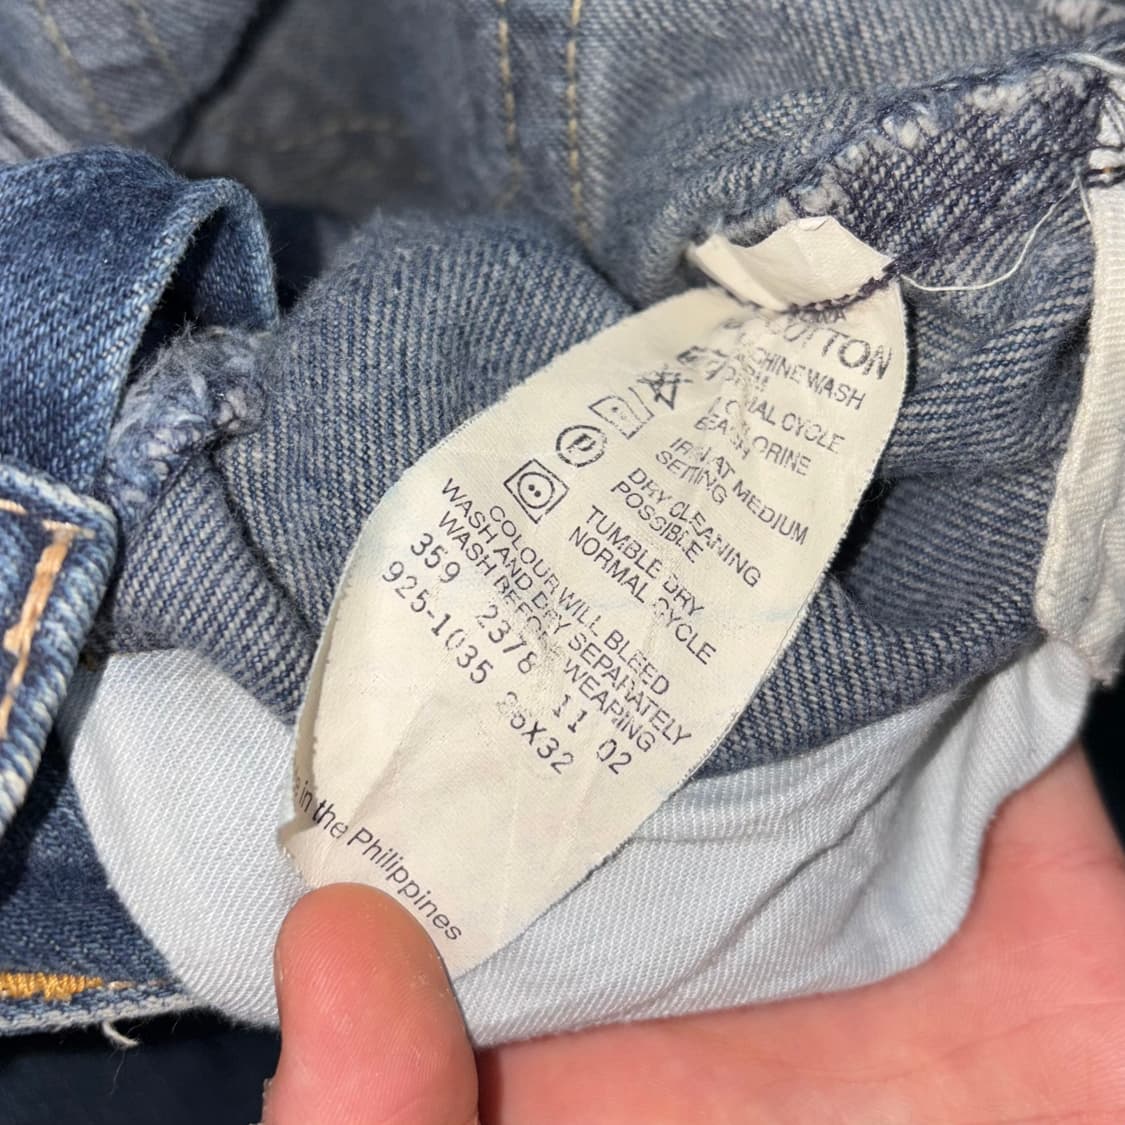 COTTON
MACHINE WASH
CYCLE
IRON AT MEDIUM
SETTING
DRY CLEANING
POSSIBLE
TUMBLE DRY
NORMAL CYCLE
COLOUR WILL BLEED
WASH AND DRY SEPARATELY
WASH BEFORE WEARING
359 2378 11 02
925-1035 X32
in the Philippines